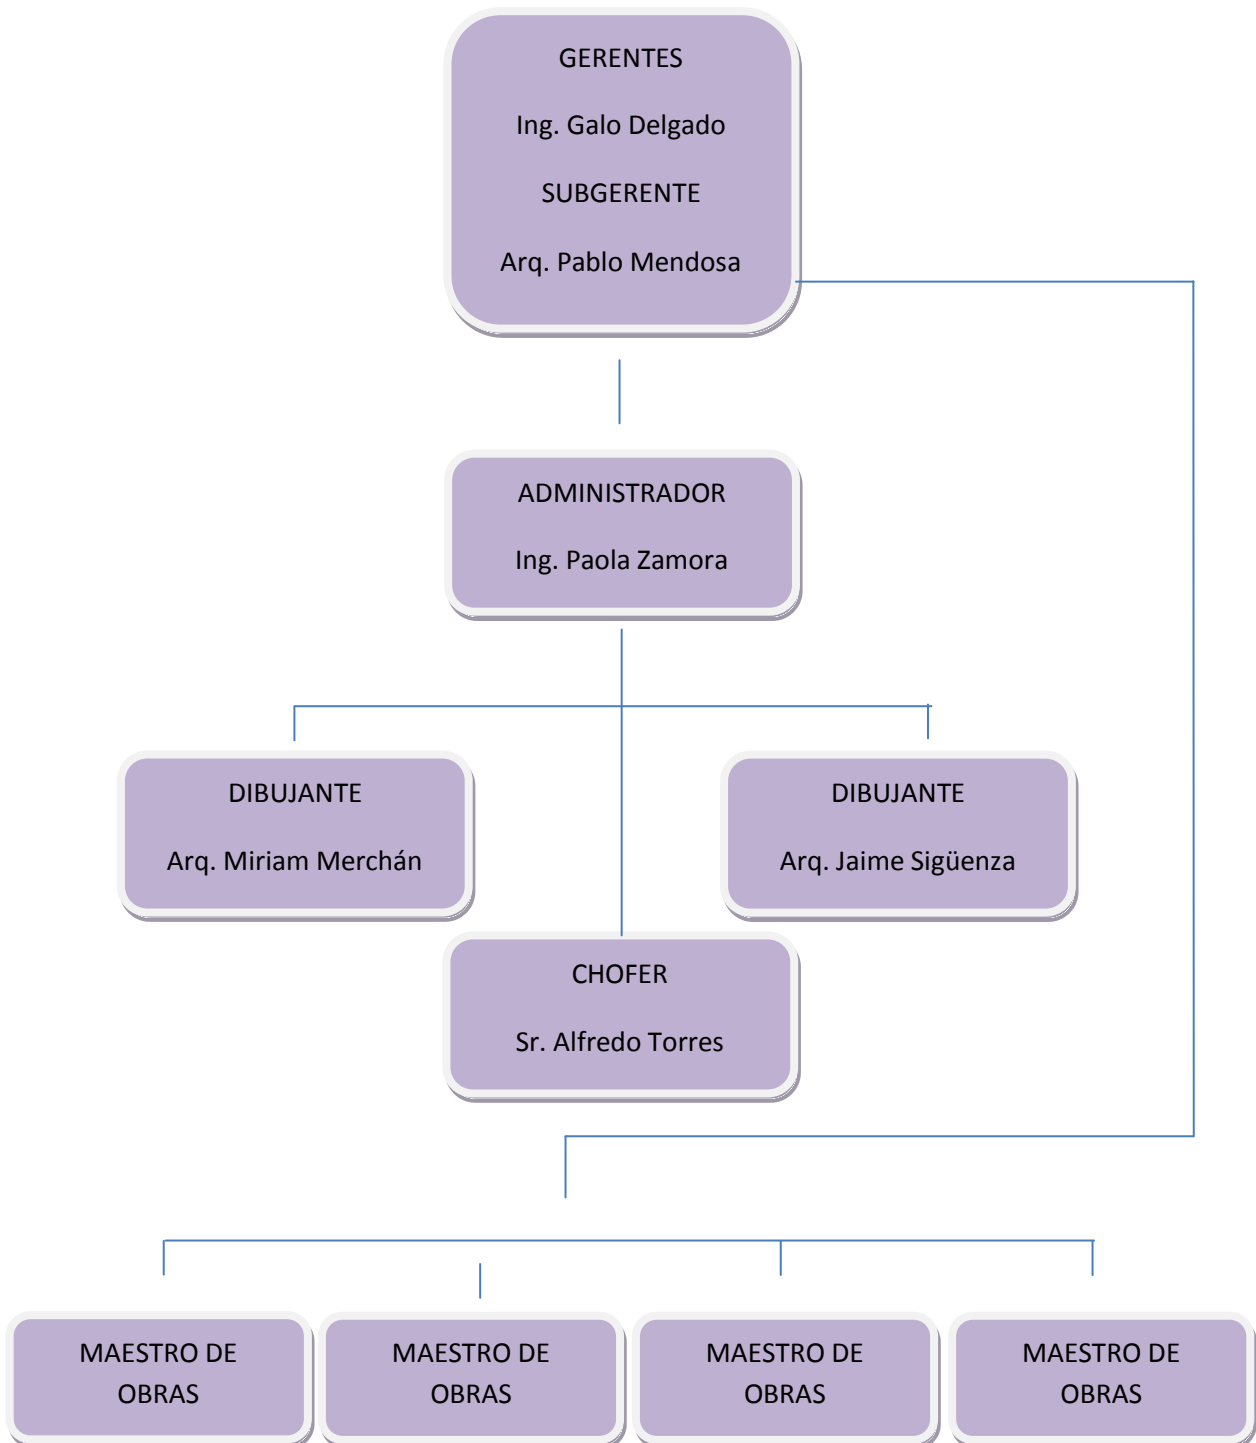 GERENTES
Ing. Galo Delgado
SUBGERENTE
Arq. Pablo Mendosa
ADMINISTRADOR
Ing. Paola Zamora
DIBUJANTE
Arq. Miriam Merchán
DIBUJANTE
Arq. Jaime Sigüenza
CHOFER
Sr. Alfredo Torres
MAESTRO DE
OBRAS
MAESTRO DE
OBRAS
MAESTRO DE
OBRAS
MAESTRO DE
OBRAS